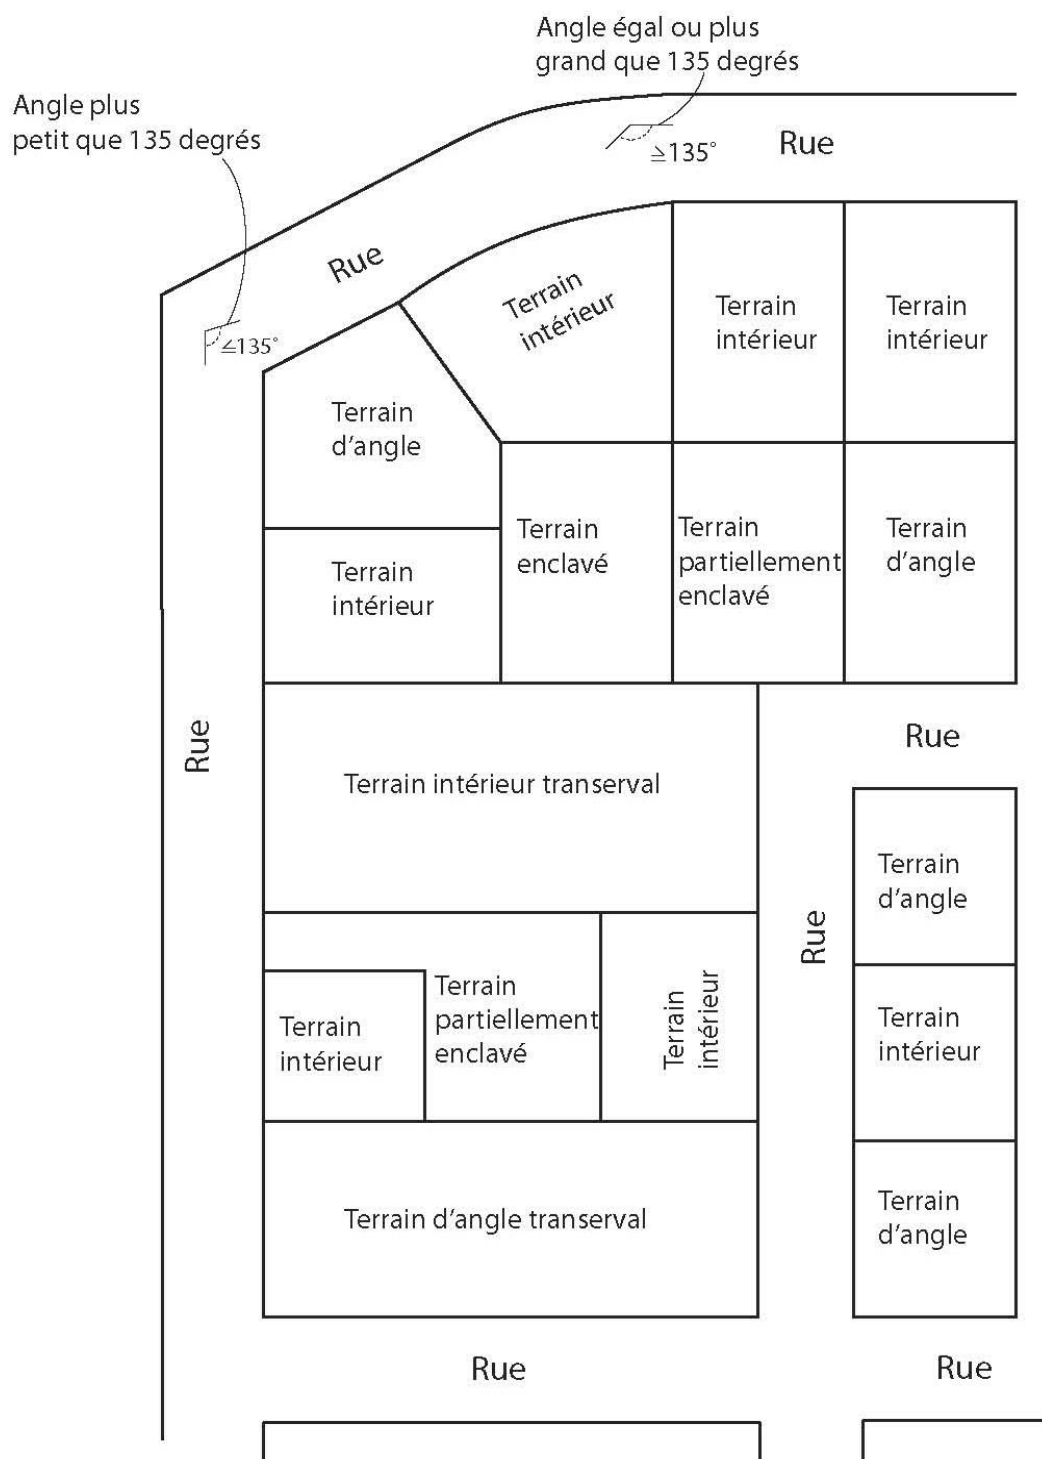 Angle égal ou plus
grand que 135 degrés
Angle plus
petit que 135 degrés
≧135°
Rue
Rue
≦135°
Terrain
intérieur
Terrain
intérieur
Terrain
intérieur
Terrain
d'angle
Terrain
enclavé
Terrain
partiellement
enclavé
Terrain
d'angle
Terrain
intérieur
Rue
Rue
Terrain intérieur transerval
Terrain
d'angle
Rue
Terrain
intérieur
Terrain
partiellement
enclavé
Terrain
intérieur
Terrain
intérieur
Terrain d'angle transerval
Terrain
d'angle
Rue
Rue